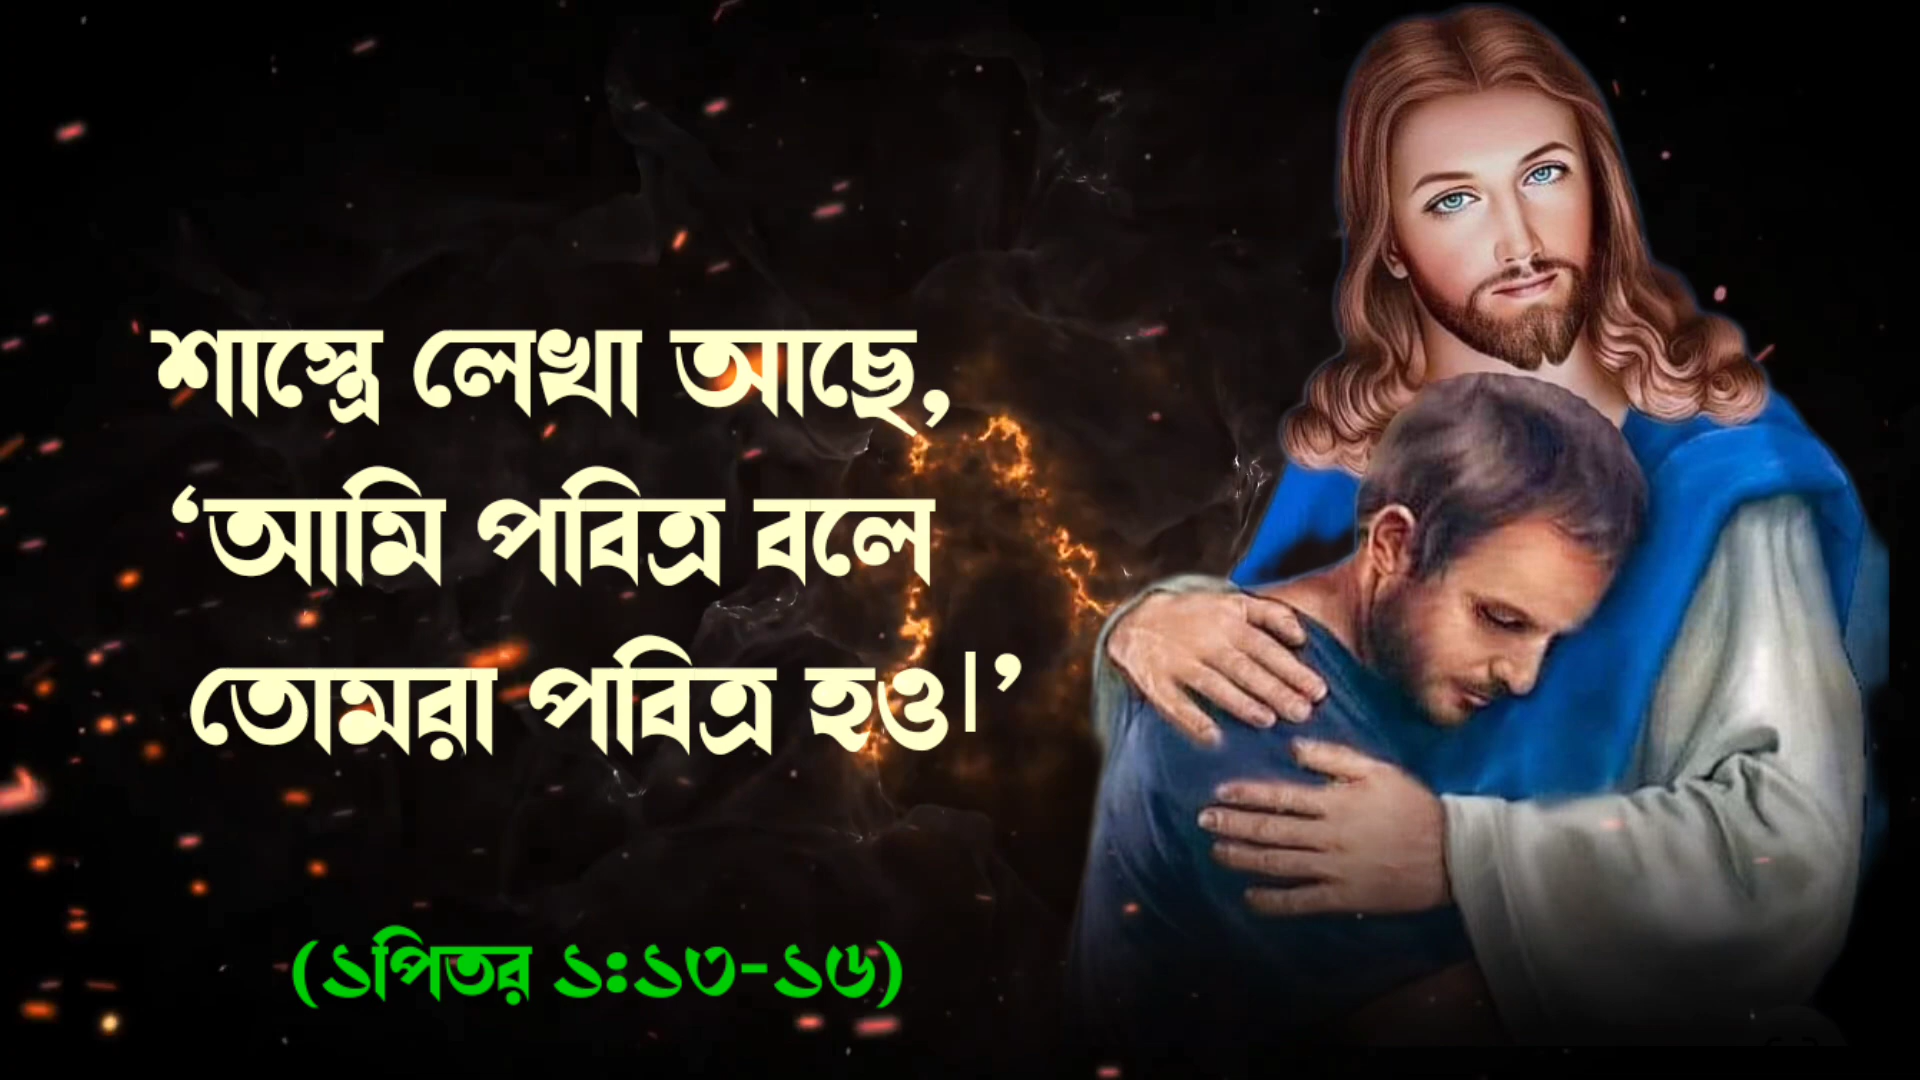 শাস্ত্রে লেখা আছে,
‘আমি পবিত্র বলে
তোমরা পবিত্র হও।’
(১পিতর ১:১৩-১৬)